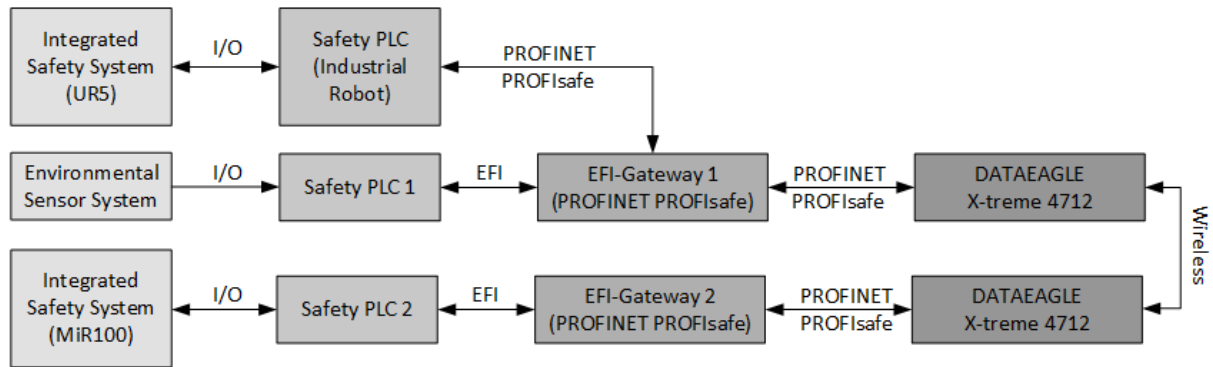 Integrated
Safety System
(UR5)
I/O
Safety PLC
(Industrial
Robot)
PROFINET
PROFIsafe
Environmental
Sensor System
I/O
Safety PLC 1
EFI
EFI-Gateway 1
(PROFINET PROFIsafe)
PROFINET
PROFIsafe
DATAEAGLE
X-treme 4712
Wireless
Integrated
Safety System
(MiR100)
I/O
Safety PLC 2
EFI
EFI-Gateway 2
(PROFINET PROFIsafe)
PROFINET
PROFIsafe
DATAEAGLE
X-treme 4712